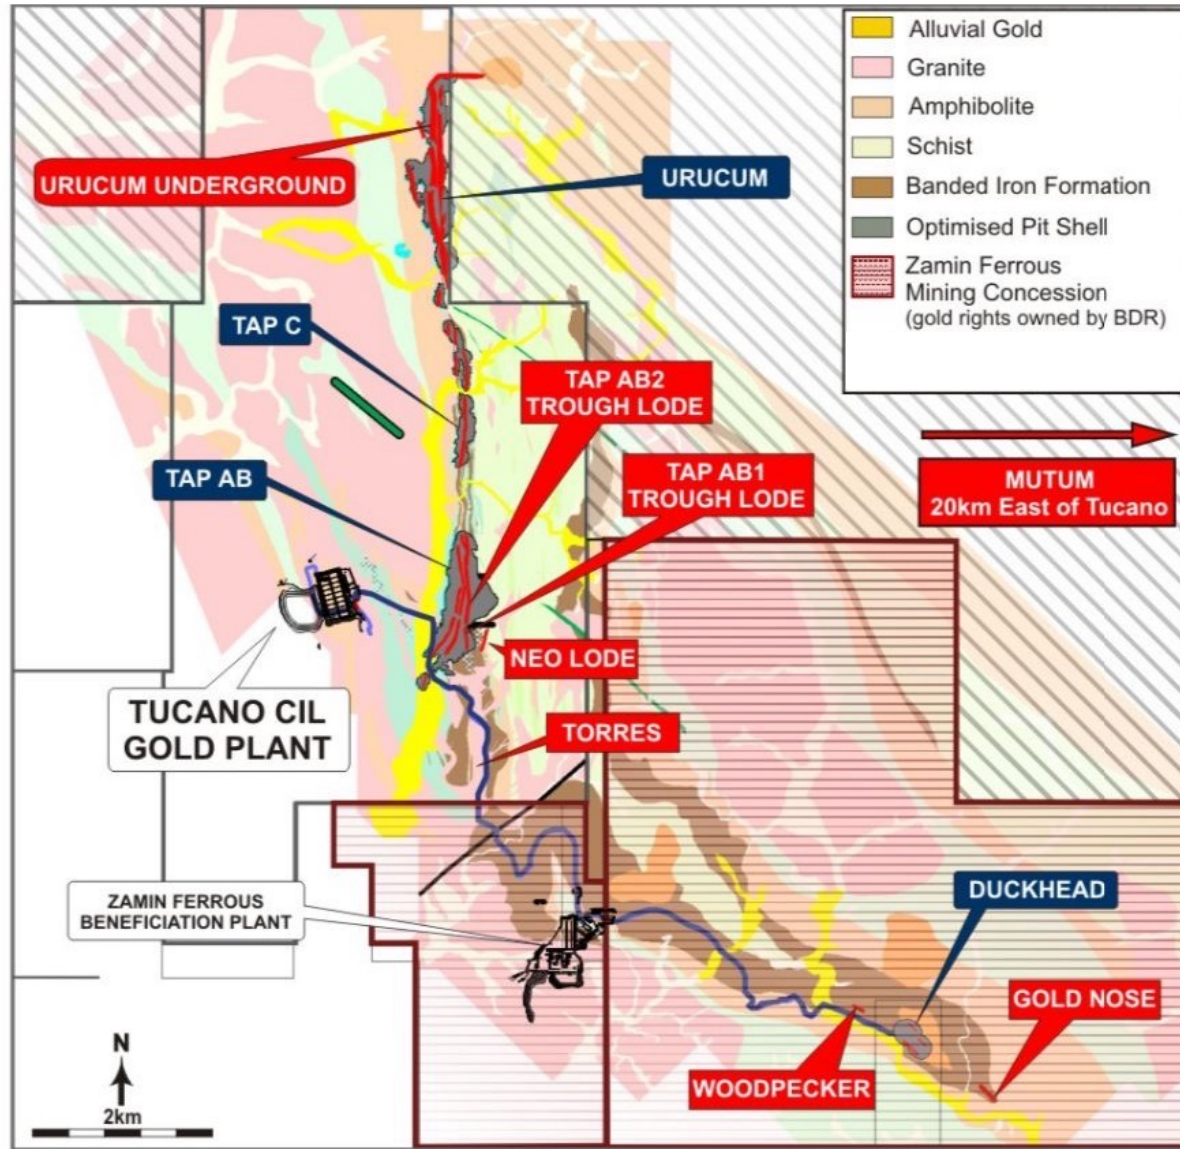 Alluvial Gold
Granite
Amphibolite
Schist
Banded Iron Formation
Optimised Pit Shell
Zamin Ferrous
Mining Concession
(gold rights owned by BDR)
URUCUM UNDERGROUND
URUCUM
TAP C
TAP AB2
TROUGH LODE
TAP AB
TAP AB1
TROUGH LODE
MUTUM
20km East of Tucano
NEO LODE
TUCANO CIL
GOLD PLANT
TORRES
ZAMIN FERROUS
BENEFICIATION PLANT
DUCKHEAD
GOLD NOSE
WOODPECKER
N
2km